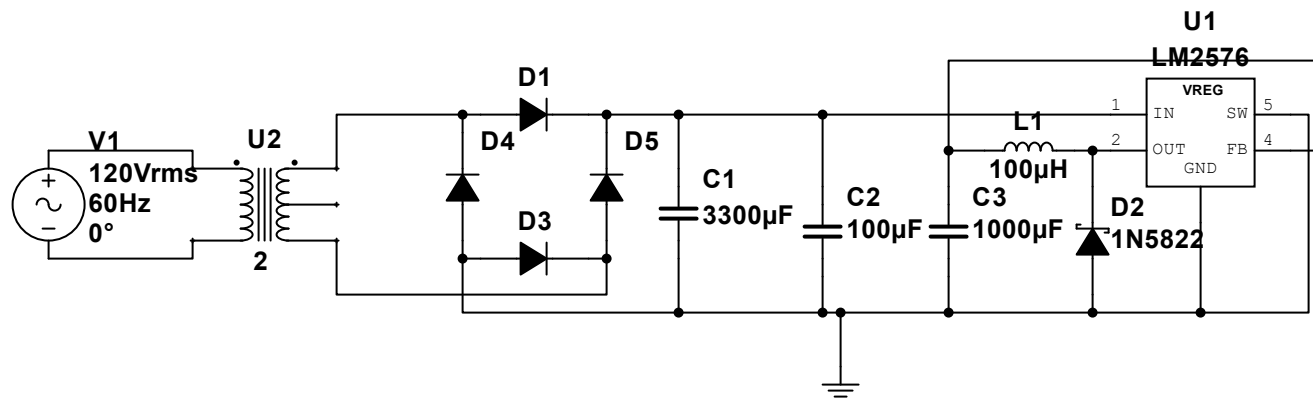 U1
LM2576
VREG
1
IN
SW
5
2
OUT
FB
4
GND
D1
D4
D5
D3
V1
120Vrms
60Hz
0°
U2
2
C1
3300µF
C2
100µF
C3
1000µF
L1
100µH
D2
1N5822